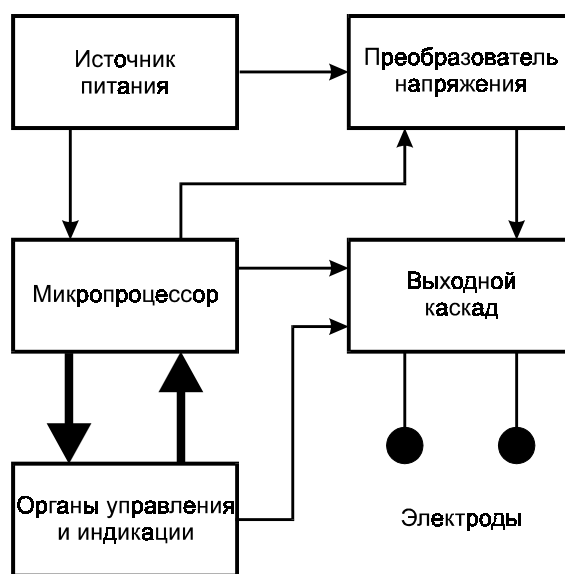 Источник
питания
Преобразователь
напряжения
Микропроцессор
Выходной
каскад
Органы управления
и индикации
Электроды